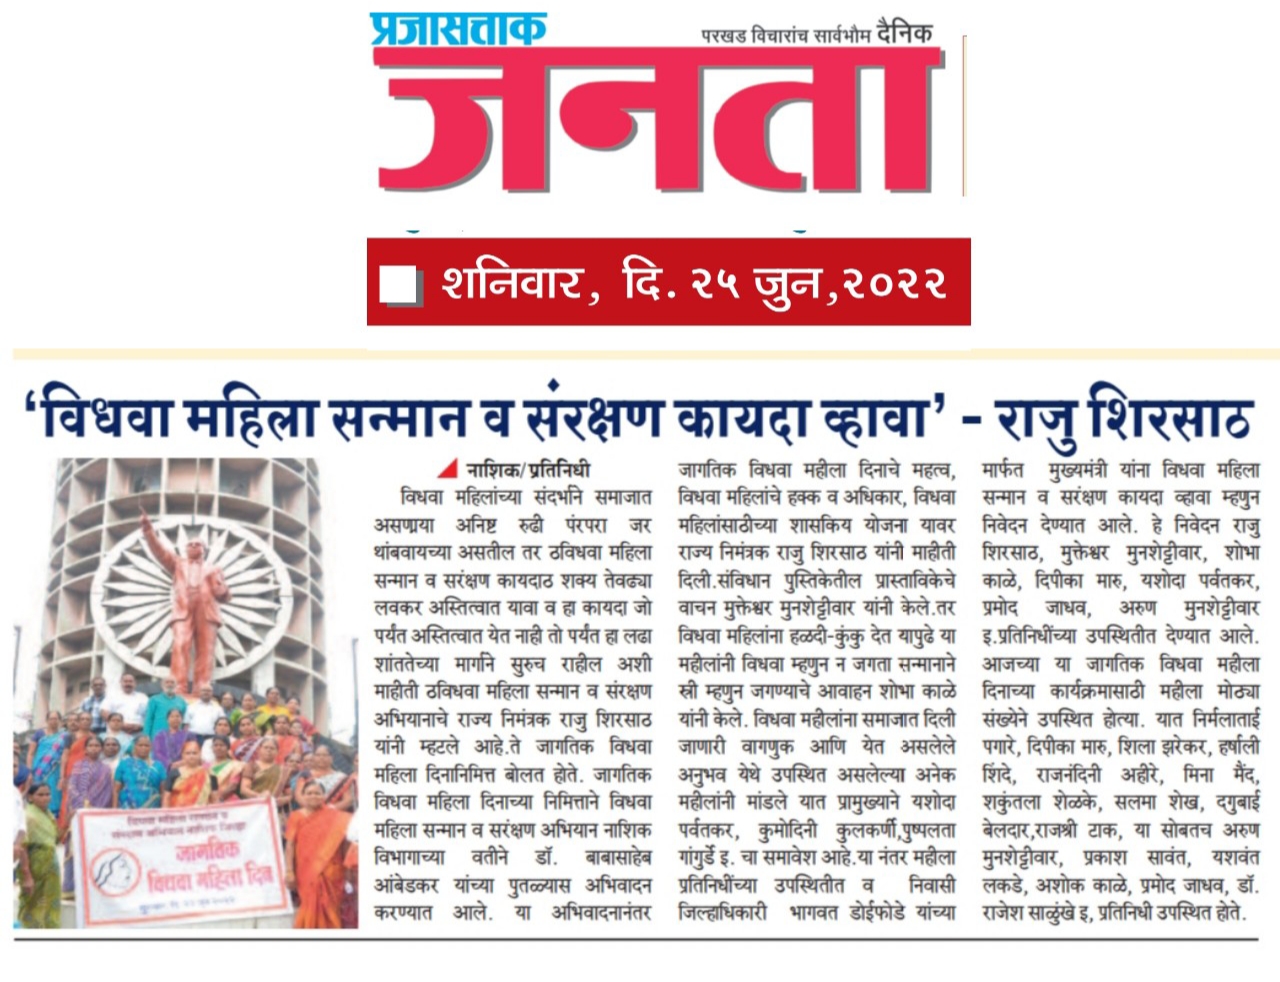 प्रजासत्ताक
परखड विचारांच सार्वभौम दैनिक
जनता
शनिवार, दि. २५ जुन,२०२२
‘विधवा महिला सन्मान व संरक्षण कायदा व्हावा’ - राजु शिरसाठ
नाशिक/प्रतिनिधी
विधवा महिलांच्या संदर्भाने समाजात
असणाऱ्या अनिष्ट रुढी पंरपरा जर
थांबवायच्या असतील तर ठविधवा महिला
सन्मान व सरंक्षण कायदाठ शक्य तेवढ्या
लवकर अस्तित्वात यावा व हा कायदा जो
पर्यंत अस्तित्वात येत नाही तो पर्यंत हा लढा
शांततेच्या मार्गाने सुरुच राहील अशी
माहीती ठविधवा महिला सन्मान व संरक्षण
अभियानाचे राज्य निमंत्रक राजु शिरसाठ
यांनी म्हटले आहे.ते जागतिक विधवा
महिला दिनानिमित्त बोलत होते. जागतिक
विधवा महिला दिनाच्या निमित्ताने विधवा
महिला सन्मान व सरंक्षण अभियान नाशिक
विभागाच्या वतीने डॉ. बाबासाहेब
आंबेडकर यांच्या पुतळ्यास अभिवादन
करण्यात आले. या अभिवादनानंतर
जागतिक विधवा महीला दिनाचे महत्व,
विधवा महिलांचे हक्क व अधिकार, विधवा
महिलांसाठीच्या शासकिय योजना यावर
राज्य निमंत्रक राजु शिरसाठ यांनी माहीती
दिली.संविधान पुस्तिकेतील प्रास्ताविकेचे
वाचन मुक्तेश्वर मुनशेट्टीवार यांनी केले.तर
विधवा महिलांना हळदी-कुंकु देत यापुढे या
महीलांनी विधवा म्हणुन न जगता सन्मानाने
स्री म्हणुन जगण्याचे आवाहन शोभा काळे
यांनी केले. विधवा महीलांना समाजात दिली
जाणारी वागणुक आणि येत असलेले
अनुभव येथे उपस्थित असलेल्या अनेक
महीलांनी मांडले यात प्रामुख्याने यशोदा
पर्वतकर, कुमोदिनी कुलकर्णी,पुष्पलता
गांगुर्डे इ. चा समावेश आहे.या नंतर महीला
प्रतिनिधींच्या उपस्थितीत व निवासी
जिल्हाधिकारी भागवत डोईफोडे यांच्या
मार्फत मुख्यमंत्री यांना विधवा महिला
सन्मान व सरंक्षण कायदा व्हावा म्हणुन
निवेदन देण्यात आले. हे निवेदन राजु
शिरसाठ, मुक्तेश्वर मुनशेट्टीवार, शोभा
काळे, दिपीका मारु, यशोदा पर्वतकर,
प्रमोद जाधव, अरुण मुनशेट्टीवार
इ.प्रतिनिधींच्या उपस्थितीत देण्यात आले.
आजच्या या जागतिक विधवा महीला
दिनाच्या कार्यक्रमासाठी महीला मोठ्या
संख्येने उपस्थित होत्या. यात निर्मलाताई
पगारे, दिपीका मारु, शिला झरेकर, हर्षाली
शिंदे, राजनंदिनी अहीरे, मिना मैंद,
शकुंतला शेळके, सलमा शेख, दगुबाई
बेलदार,राजश्री टाक, या सोबतच अरुण
मुनशेट्टीवार, प्रकाश सावंत, यशवंत
लकडे, अशोक काळे, प्रमोद जाधव, डॉ.
राजेश साळुंखे इ, प्रतिनिधी उपस्थित होते.
विधवा महिला सन्मान व
संरक्षण अभियान नाशिक जिल्हा
जागतिक
विधवा महिला दिन